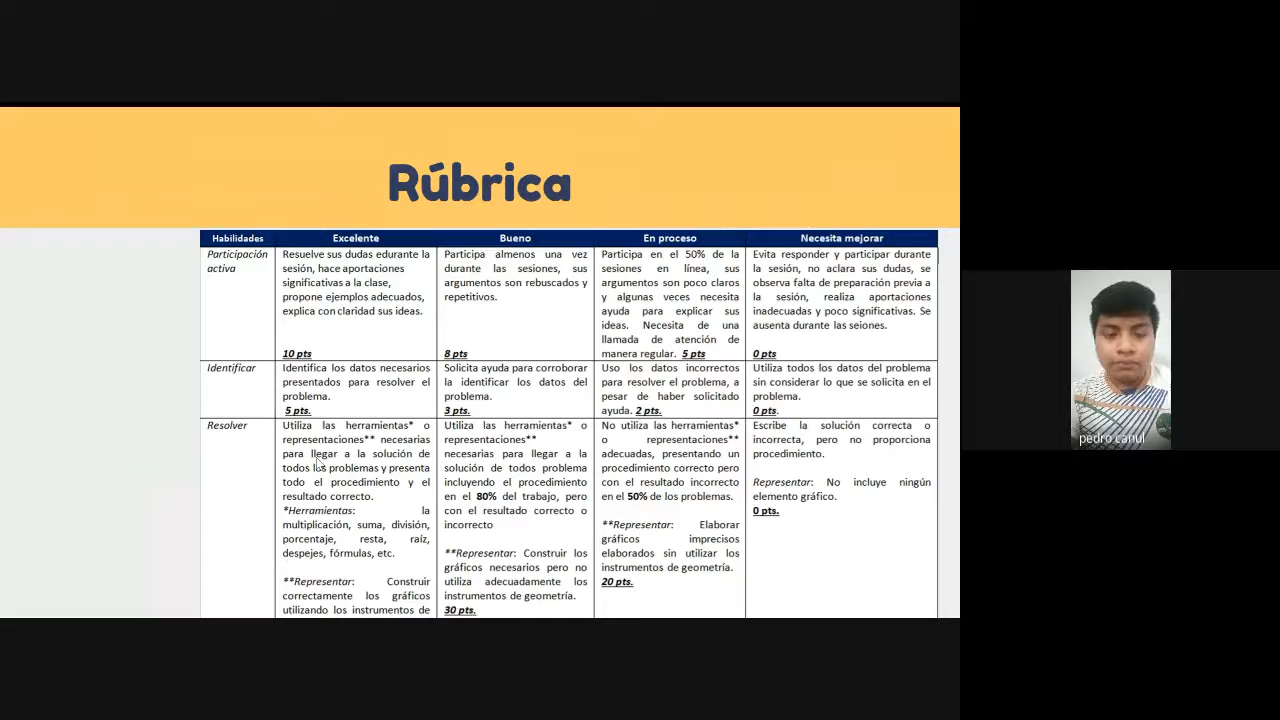 Rúbrica
Habilidades Excelente Bueno En proceso Necesita mejorar
Participación
activa
Resuelve sus dudas edurante la
sesión, hace aportaciones
significativas a la clase,
propone ejemplos adecuados,
explica con claridad sus ideas.
10 pts
Participa almenos una vez
durante las sesiones, sus
argumentos son rebuscados y
repetitivos.
8 pts
Participa en el 50% de la
sesiones en línea, sus
argumentos son poco claros
y algunas veces necesita
ayuda para explicar sus
ideas. Necesita de una
llamada de atención de
manera regular. 5 pts
Evita responder y participar durante
la sesión, no aclara sus dudas, se
observa falta de preparación previa a
la sesión, realiza aportaciones
inadecuadas y poco significativas. Se
ausenta durante las seiones.
0 pts
Identificar
Identifica los datos necesarios
presentados para resolver el
problema.
5 pts.
Solicita ayuda para corroborar
la identificar los datos del
problema.
3 pts.
Uso los datos incorrectos
para resolver el problema, a
pesar de haber solicitado
ayuda. 2 pts.
Utiliza todos los datos del problema
sin considerar lo que se solicita en el
problema.
0 pts.
Resolver
Utiliza las herramientas* o
representaciones** necesarias
para llegar a la solución de
todos los problemas y presenta
todo el procedimiento y el
resultado correcto.
*Herramientas: la
multiplicación, suma, división,
porcentaje, resta, raíz,
despejes, fórmulas, etc.
**Representar: Construir
correctamente los gráficos
utilizando los instrumentos de
Utiliza las herramientas* o
representaciones**
necesarias para llegar a la
solución de todos problema
incluyendo el procedimiento
en el 80% del trabajo, pero
con el resultado correcto o
incorrecto
**Representar: Construir los
gráficos necesarios pero no
utiliza adecuadamente los
instrumentos de geometría.
30 pts.
No utiliza las herramientas*
o representaciones**
adecuadas, presentando un
procedimiento correcto pero
con el resultado incorrecto
en el 50% de los problemas.
**Representar: Elaborar
gráficos imprecisos
elaborados sin utilizar los
instrumentos de geometría.
20 pts.
Escribe la solución correcta o
incorrecta, pero no proporciona
procedimiento.
Representar: No incluye ningún
elemento gráfico.
0 pts.
pedro canul